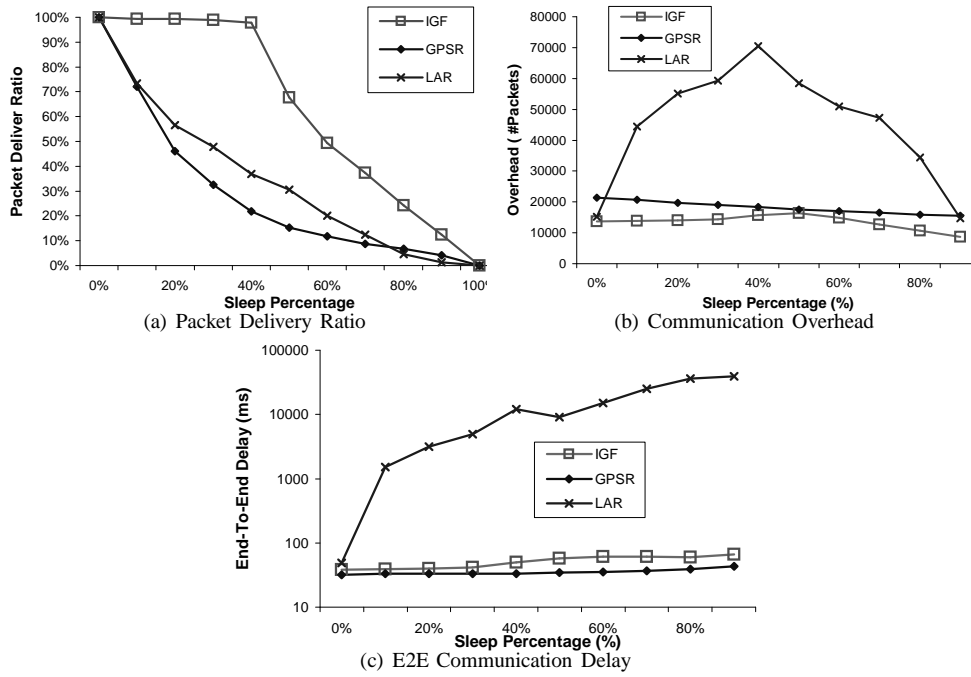 100%
90%
80%
70%
60%
50%
40%
30%
20%
10%
0%
Packet Deliver Ratio
IGF
GPSR
LAR
0% 20% 40% 60% 80% 100%
Sleep Percentage
(a) Packet Delivery Ratio
80000
70000
60000
50000
40000
30000
20000
10000
0
Overhead ( #Packets)
IGF
GPSR
LAR
0% 20% 40% 60% 80%
Sleep Percentage (%)
(b) Communication Overhead
100000
10000
1000
100
10
End-To-End Delay (ms)
IGF
GPSR
LAR
0% 20% 40% 60% 80%
Sleep Percentage (%)
(c) E2E Communication Delay